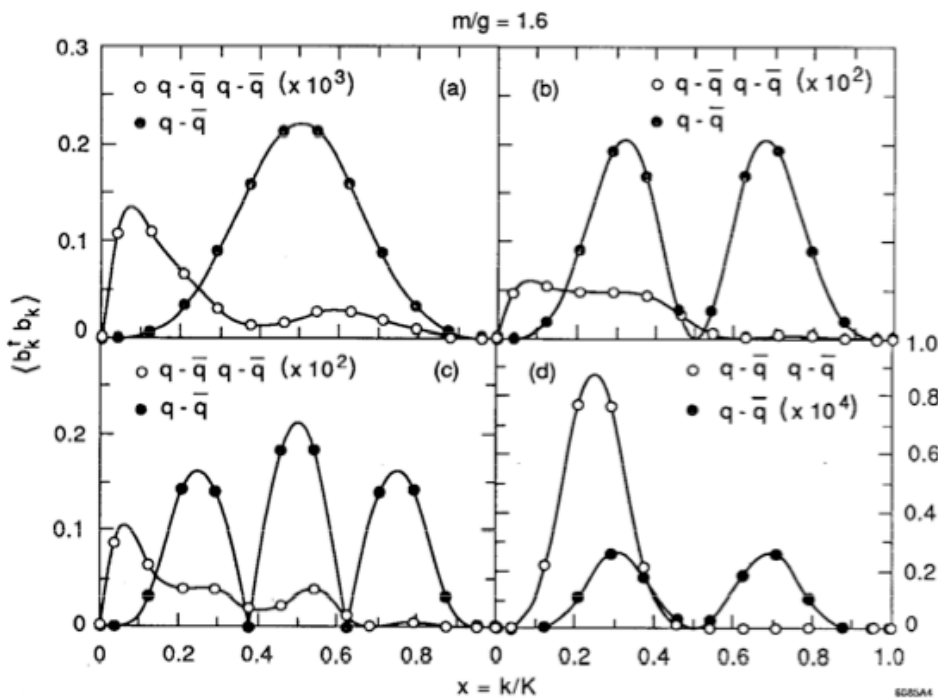 m/g = 1.6
0.3
0.2
0.1
0
⟨b†k bk⟩
q - q̄ q - q̄ (x 10³)
q - q̄
(a)
q - q̄ q - q̄ (x 10²)
q - q̄
(b)
q - q̄ q - q̄ (x 10²)
q - q̄
(c)
0.2
0.1
0
q - q̄ q - q̄
q - q̄ (x 10⁴)
(d)
1.0
0.8
0.6
0.4
0.2
0
0 0.2 0.4 0.6 0.8 0 0.2 0.4 0.6 0.8 1.0
x = k/K
6085A4